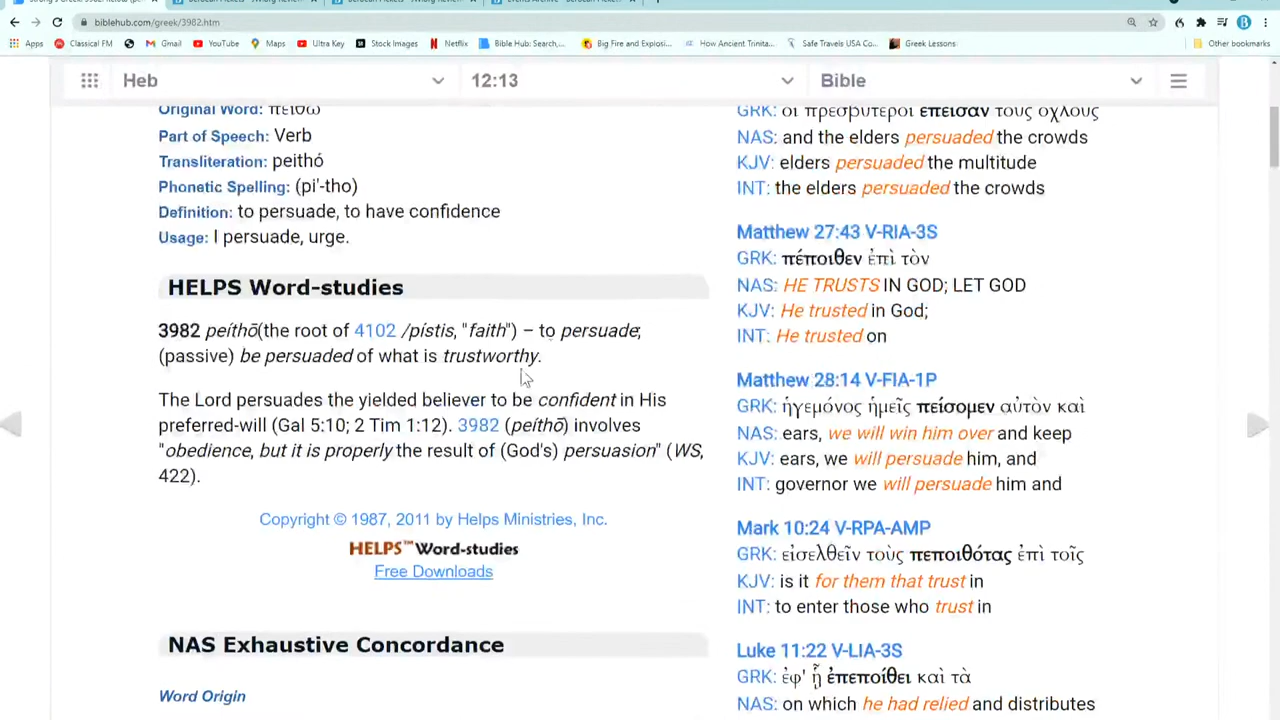 biblehub.com/greek/3982.htm
Apps
Classical FM
Gmail
YouTube
Maps
Ultra Key
Stock Images
Netflix
Bible Hub: Search,...
Big Fire and Explosi...
How Ancient Trinita...
Safe Travels USA Co...
Greek Lessons
Other bookmarks
Heb
12:13
Bible
Original Word: πείθω
Part of Speech: Verb
Transliteration: peithó
Phonetic Spelling: (pi'-tho)
Definition: to persuade, to have confidence
Usage: I persuade, urge.
HELPS Word-studies
3982 peíthō(the root of 4102 /pístis, "faith") – to persuade;
(passive) be persuaded of what is trustworthy.
The Lord persuades the yielded believer to be confident in His
preferred-will (Gal 5:10; 2 Tim 1:12). 3982 (peíthō) involves
"obedience, but it is properly the result of (God's) persuasion" (WS,
422).
Copyright © 1987, 2011 by Helps Ministries, Inc.
HELPS™ Word-studies
Free Downloads
NAS Exhaustive Concordance
Word Origin
GRK: οἱ πρεσβύτεροι ἔπεισαν τοὺς ὄχλους
NAS: and the elders persuaded the crowds
KJV: elders persuaded the multitude
INT: the elders persuaded the crowds
Matthew 27:43 V-RIA-3S
GRK: πέποιθεν ἐπὶ τὸν
NAS: HE TRUSTS IN GOD; LET GOD
KJV: He trusted in God;
INT: He trusted on
Matthew 28:14 V-FIA-1P
GRK: ἡγεμόνος ἡμεῖς πείσομεν αὐτὸν καὶ
NAS: ears, we will win him over and keep
KJV: ears, we will persuade him, and
INT: governor we will persuade him and
Mark 10:24 V-RPA-AMP
GRK: εἰσελθεῖν τοὺς πεποιθότας ἐπὶ τοῖς
KJV: is it for them that trust in
INT: to enter those who trust in
Luke 11:22 V-LIA-3S
GRK: ἐφ' ᾗ ἐπεποίθει καὶ τὰ
NAS: on which he had relied and distributes